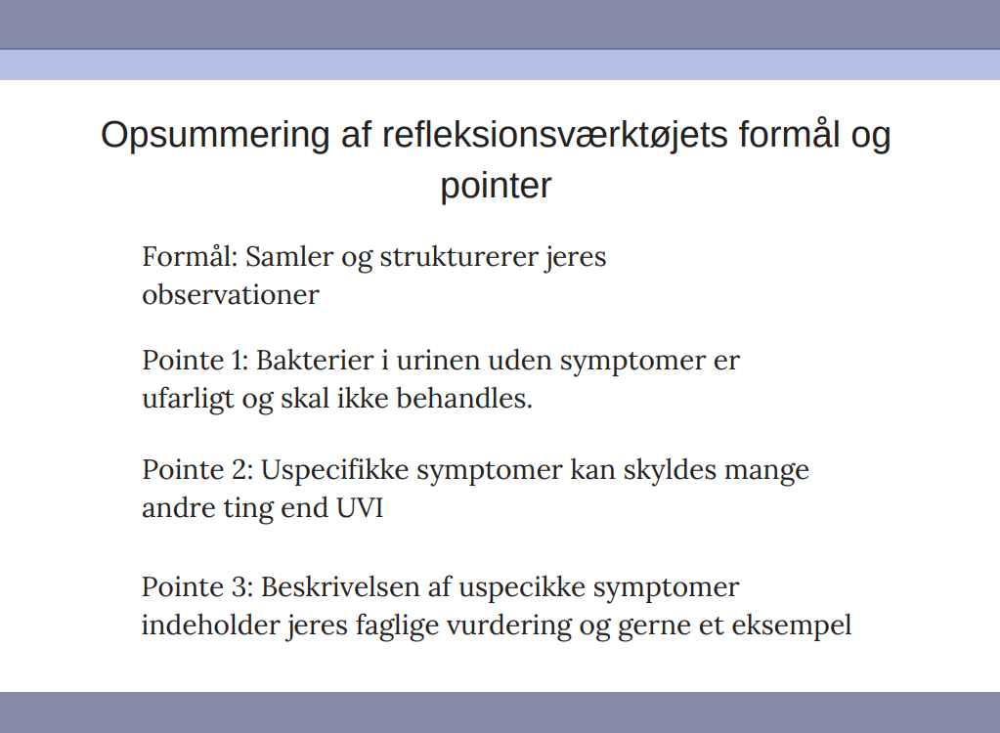 Opsummering af refleksionsværktøjets formål og
pointer
Formål: Samler og strukturerer jeres
observationer
Pointe 1: Bakterier i urinen uden symptomer er
ufarligt og skal ikke behandles.
Pointe 2: Uspecifikke symptomer kan skyldes mange
andre ting end UVI
Pointe 3: Beskrivelsen af uspecikke symptomer
indeholder jeres faglige vurdering og gerne et eksempel